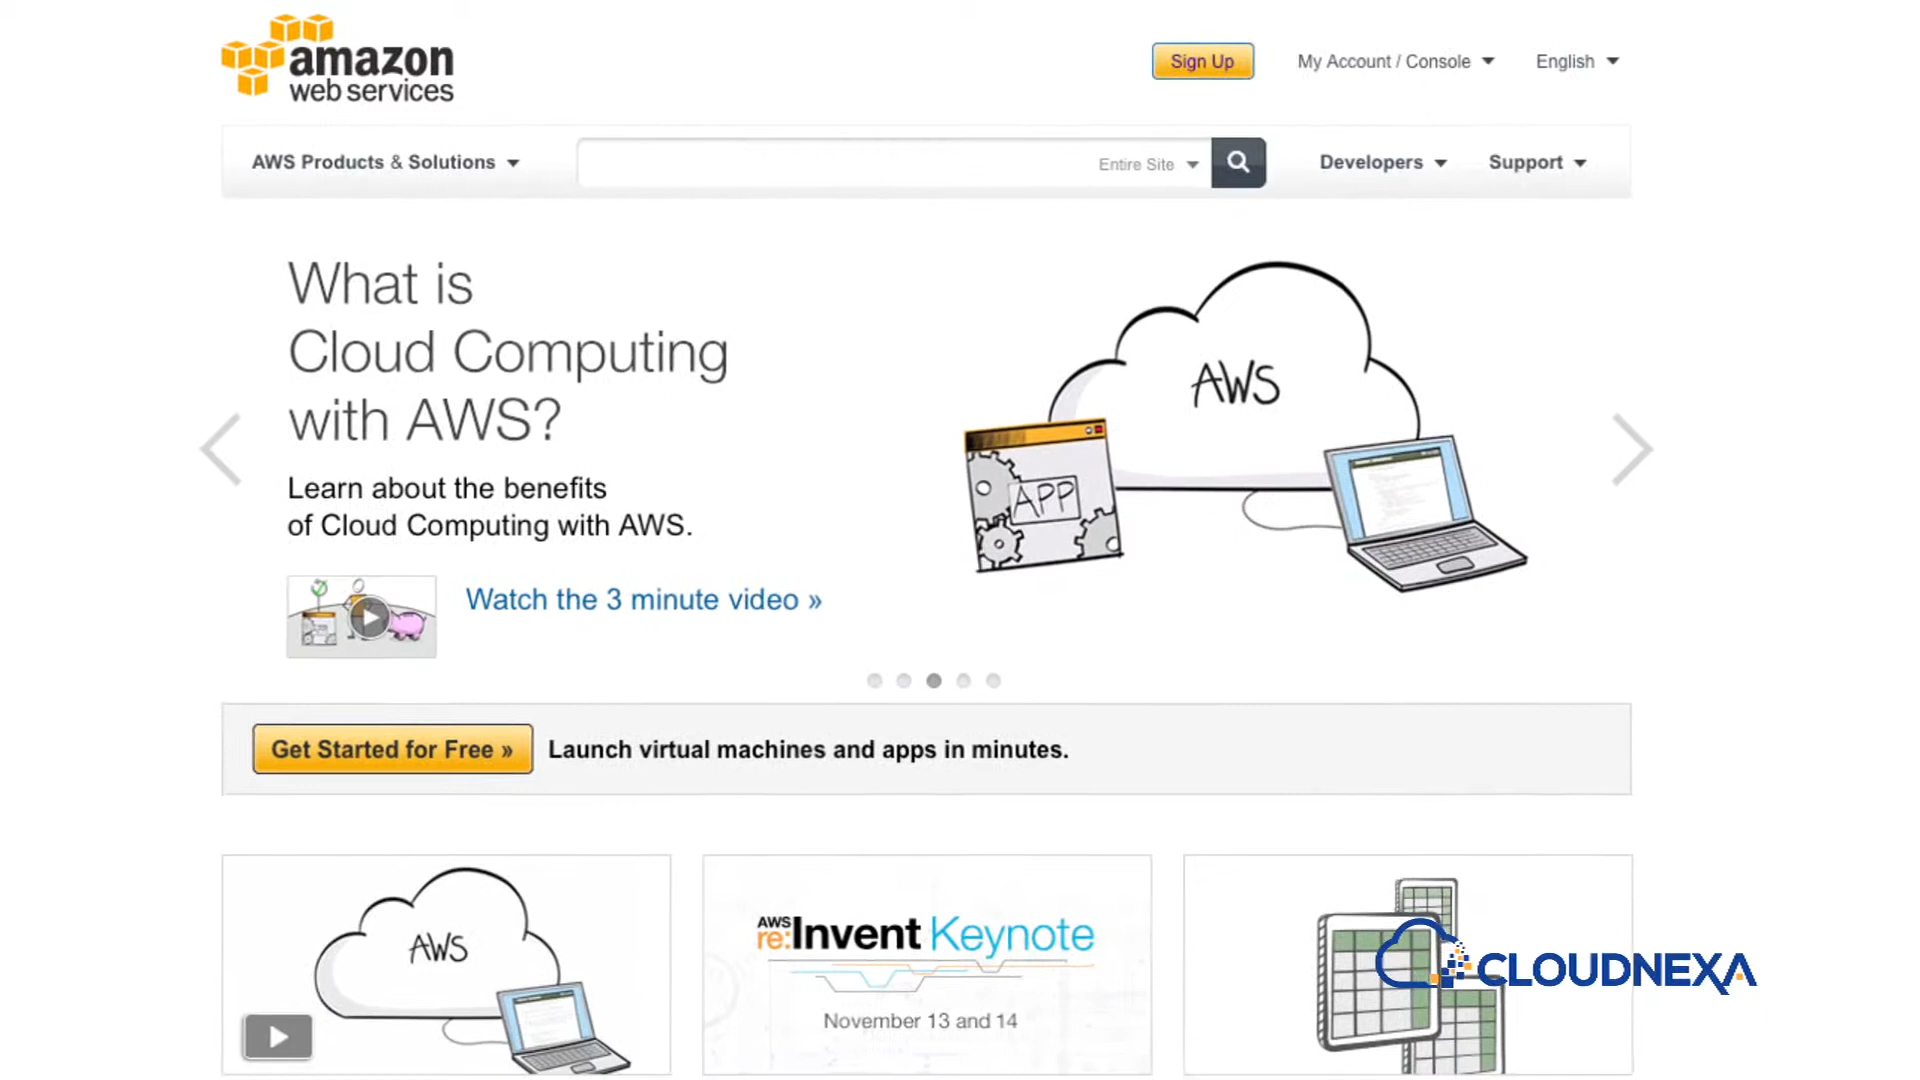 amazon
web services
Sign Up
My Account / Console
English
AWS Products & Solutions
Entire Site
Developers
Support
What is
Cloud Computing
with AWS?
AWS
APP
Learn about the benefits
of Cloud Computing with AWS.
Watch the 3 minute video »
Get Started for Free »
Launch virtual machines and apps in minutes.
AWS
AWS
re:Invent Keynote
November 13 and 14
CLOUDNEXA